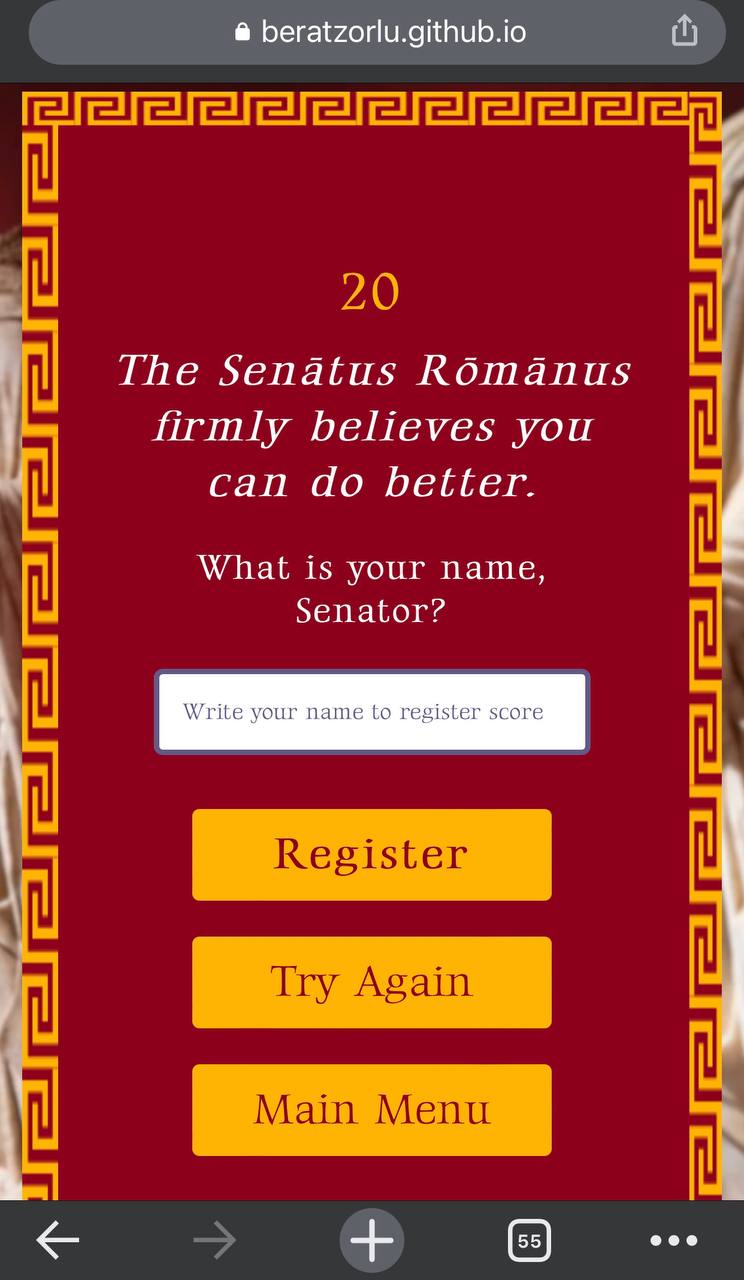 beratzorlu.github.io
20
The Senātus Rōmānus
firmly believes you
can do better.
What is your name,
Senator?
Write your name to register score
Register
Try Again
Main Menu
55